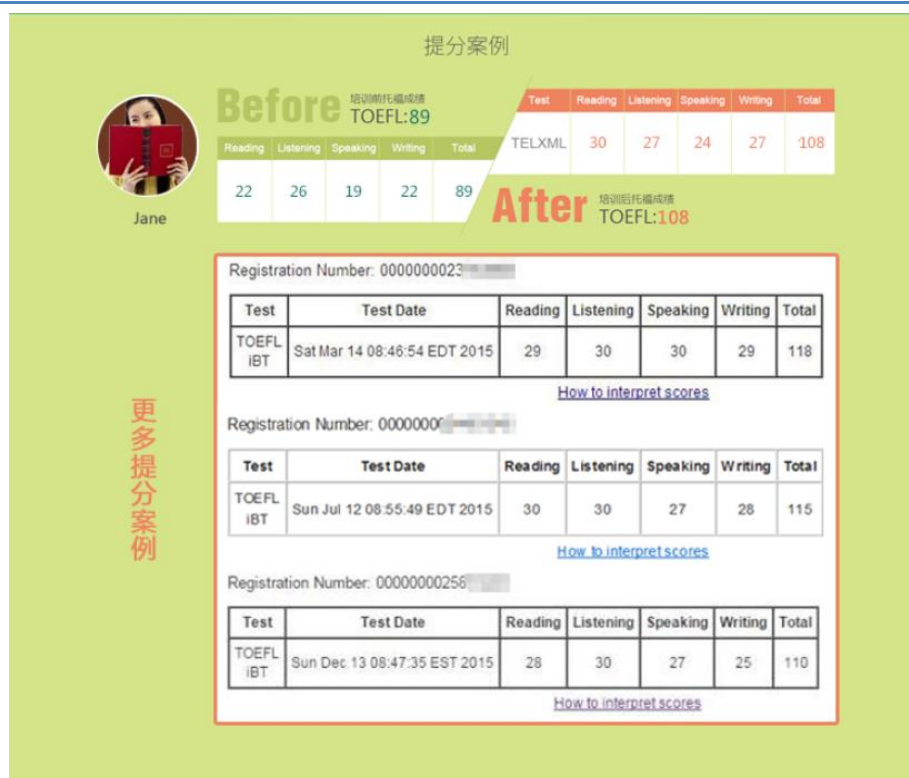 提分案例
Before 培训前托福成绩
TOEFL:89
Reading Listening Speaking Writing Total
22 26 19 22 89
Test Reading Listening Speaking Writing Total
TELXML 30 27 24 27 108
After 培训后托福成绩
TOEFL:108
Jane
更多提分案例
Registration Number: 0000000023
Test Test Date Reading Listening Speaking Writing Total
TOEFL iBT Sat Mar 14 08:46:54 EDT 2015 29 30 30 29 118
How to interpret scores
Registration Number: 0000000
Test Test Date Reading Listening Speaking Writing Total
TOEFL iBT Sun Jul 12 08:55:49 EDT 2015 30 30 27 28 115
How to interpret scores
Registration Number: 00000000258
Test Test Date Reading Listening Speaking Writing Total
TOEFL iBT Sun Dec 13 08:47:35 EST 2015 28 30 27 25 110
How to interpret scores